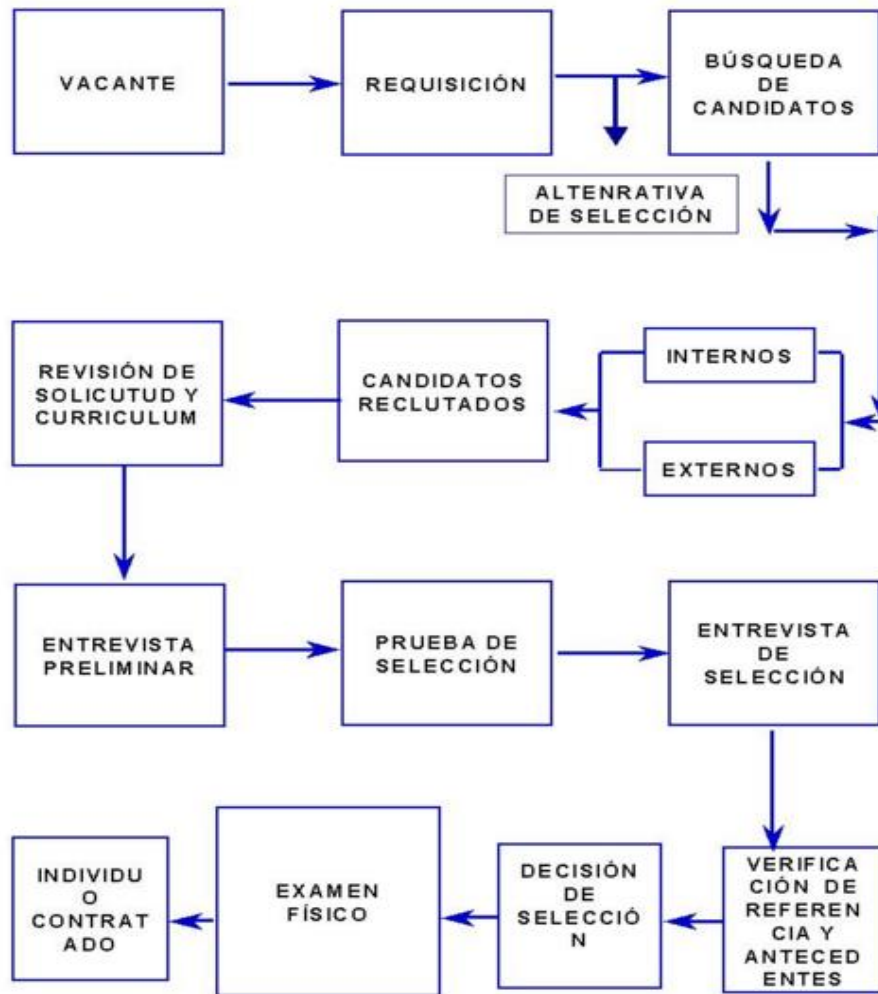 VACANTE
REQUISICIÓN
BÚSQUEDA
DE
CANDIDATOS
ALTENRATIVA
DE SELECCIÓN
INTERNOS
EXTERNOS
CANDIDATOS
RECLUTADOS
REVISIÓN DE
SOLICUTUD Y
CURRICULUM
ENTREVISTA
PRELIMINAR
PRUEBA DE
SELECCIÓN
ENTREVISTA
DE
SELECCIÓN
VERIFICA
CIÓN DE
REFEREN
CIA Y
ANTECED
ENTES
DECISIÓN
DE
SELECCIÓ
N
EXAMEN
FÍSICO
INDIVIDU
O
CONTRAT
ADO